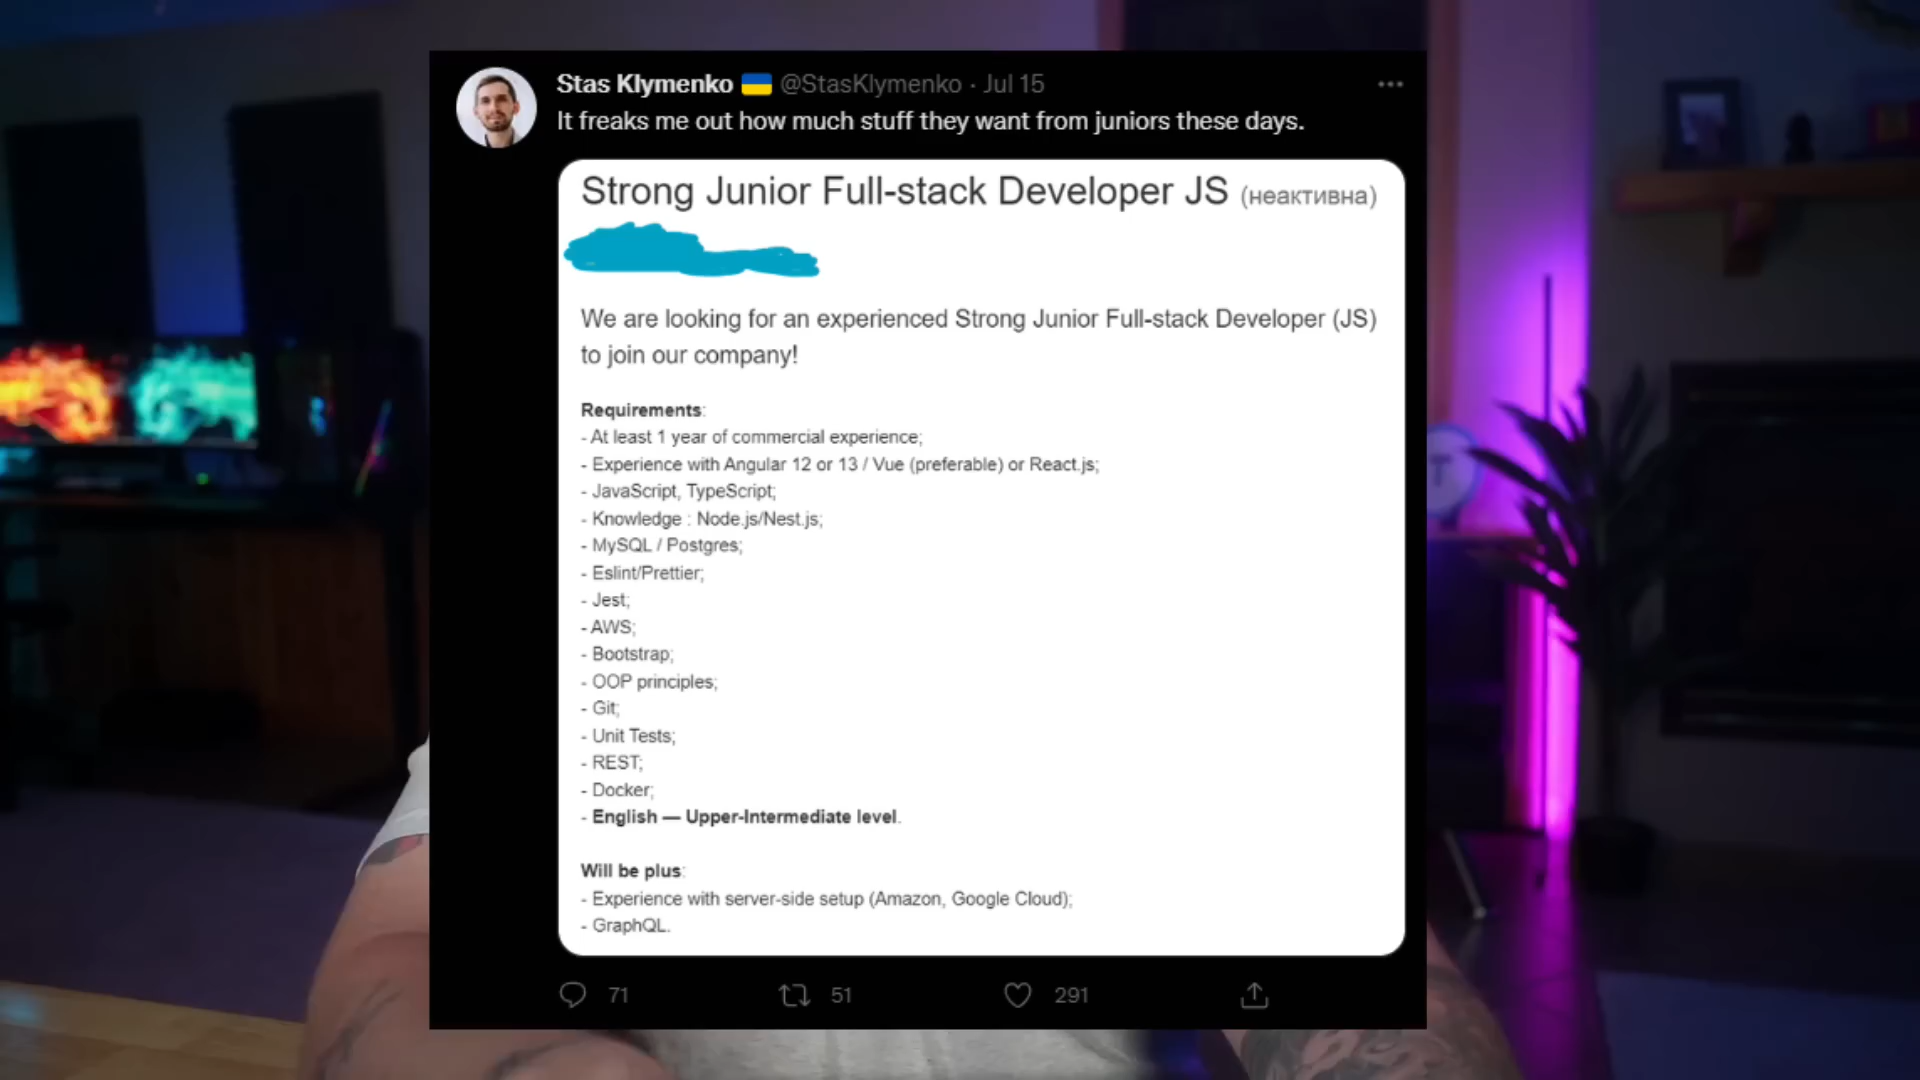 Stas Klymenko 🇺🇦 @StasKlymenko · Jul 15
It freaks me out how much stuff they want from juniors these days.
Strong Junior Full-stack Developer JS (неактивна)
We are looking for an experienced Strong Junior Full-stack Developer (JS)
to join our company!
Requirements:
- At least 1 year of commercial experience;
- Experience with Angular 12 or 13 / Vue (preferable) or React.js;
- JavaScript, TypeScript;
- Knowledge : Node.js/Nest.js;
- MySQL / Postgres;
- Eslint/Prettier;
- Jest;
- AWS;
- Bootstrap;
- OOP principles;
- Git;
- Unit Tests;
- REST;
- Docker;
- English — Upper-Intermediate level.
Will be plus:
- Experience with server-side setup (Amazon, Google Cloud);
- GraphQL.
71 51 291